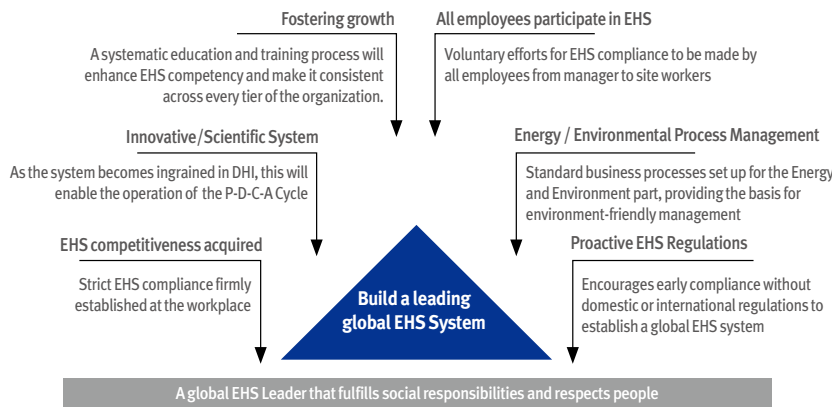 Fostering growth
A systematic education and training process will
enhance EHS competency and make it consistent
across every tier of the organization.
All employees participate in EHS
Voluntary efforts for EHS compliance to be made by
all employees from manager to site workers
Innovative/Scientific System
As the system becomes ingrained in DHI, this will
enable the operation of the P-D-C-A Cycle
Energy / Environmental Process Management
Standard business processes set up for the Energy
and Environment part, providing the basis for
environment-friendly management
EHS competitiveness acquired
Strict EHS compliance firmly
established at the workplace
Proactive EHS Regulations
Encourages early compliance without
domestic or international regulations to
establish a global EHS system
Build a leading
global EHS System
A global EHS Leader that fulfills social responsibilities and respects people